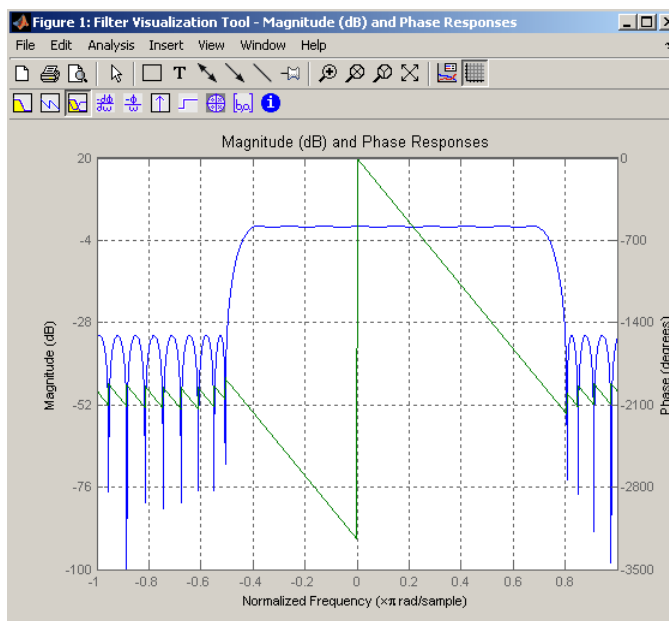 Figure 1: Filter Visualization Tool - Magnitude (dB) and Phase Responses
File Edit Analysis Insert View Window Help
T
[b,a]
Magnitude (dB) and Phase Responses
20
-4
-28
-52
-76
-100
Magnitude (dB)
0
-700
-1400
-2100
-2800
-3500
Phase (degrees)
-1 -0.8 -0.6 -0.4 -0.2 0 0.2 0.4 0.6 0.8
Normalized Frequency (×π rad/sample)